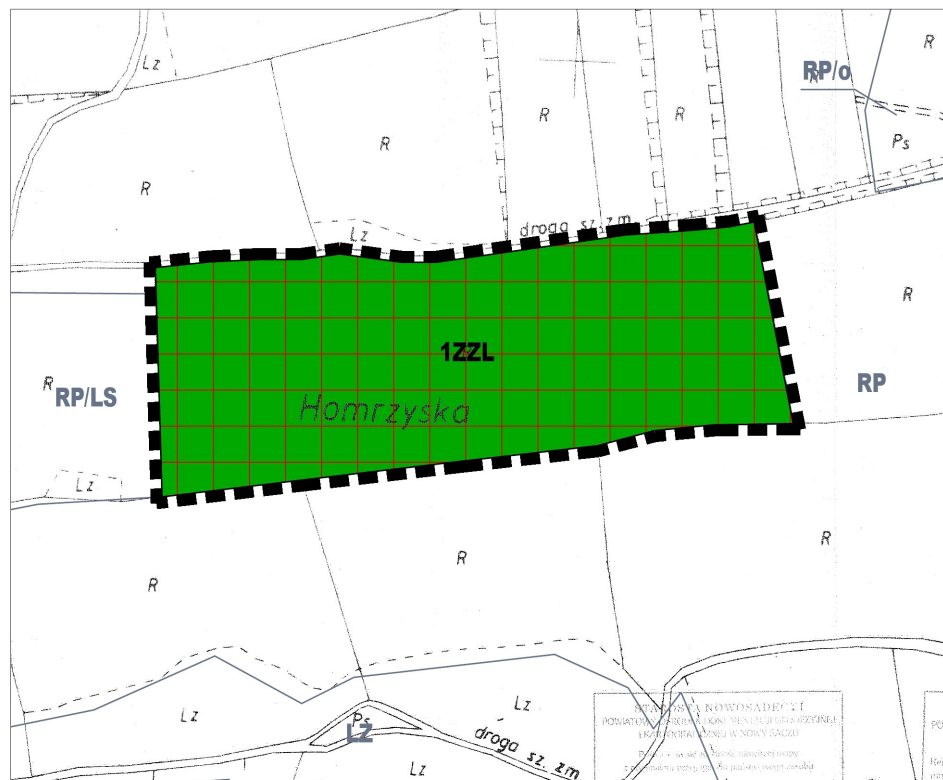 R
Lz
RP/o
R
R
R
Ps
R
R
Lz
droga sz. zm
R
1ZZL
R
RP/LS
RP
Homrzyska
Lz
R
R
R
Lz
Lz
Ps
LZ
droga sz. zm
Lz
STAROSTA NOWOSĄDECKI